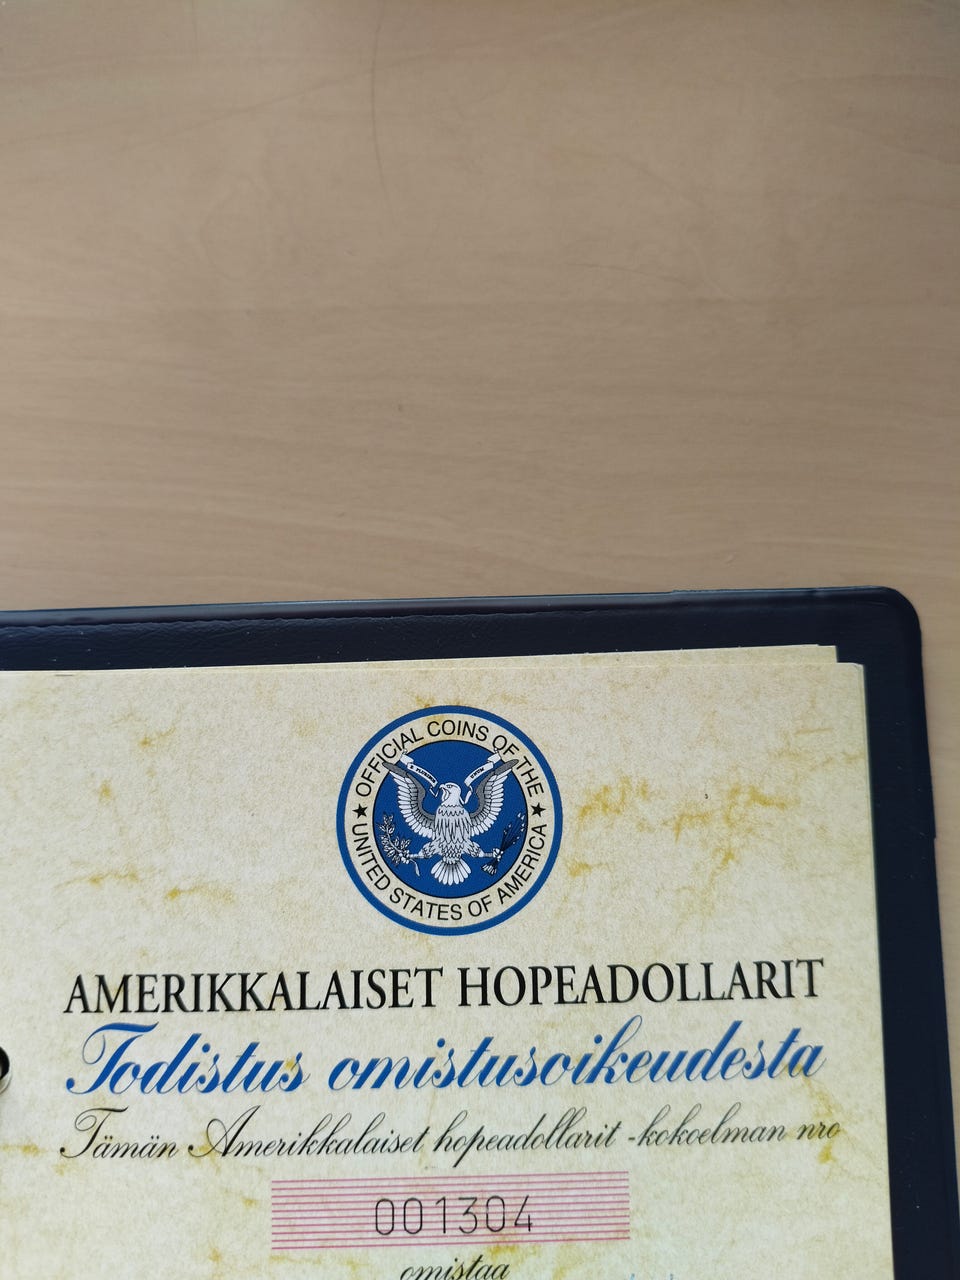 OFFICIAL COINS OF THE
UNITED STATES OF AMERICA
AMERIKKALAISET HOPEADOLLARIT
Todistus omistusoikeudesta
Tämän Amerikkalaiset hopeadollarit -kokoelman nro
001304
omistaa